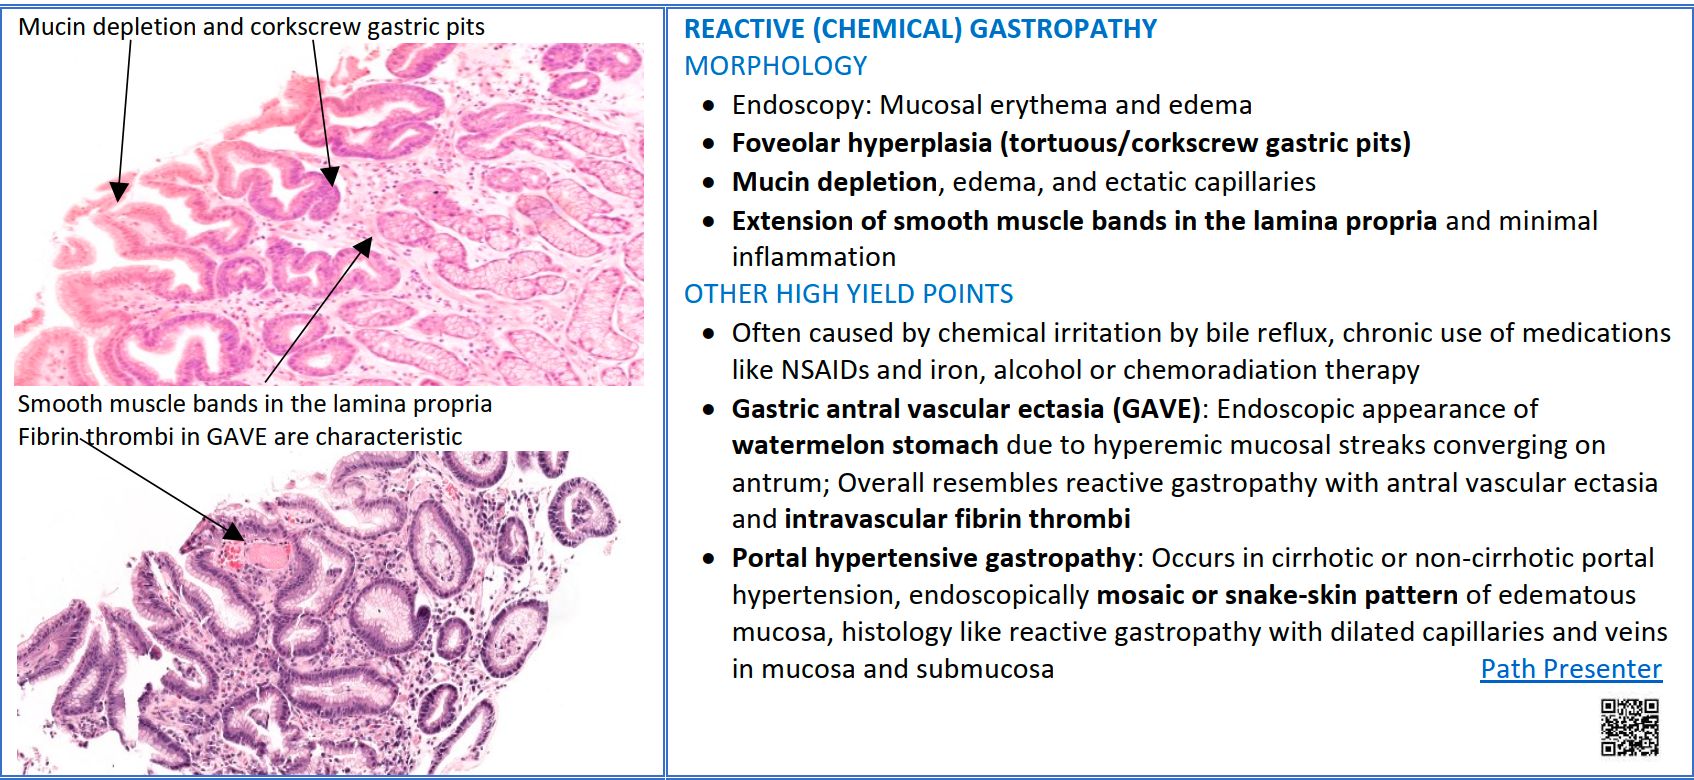 Mucin depletion and corkscrew gastric pits
Smooth muscle bands in the lamina propria
Fibrin thrombi in GAVE are characteristic
REACTIVE (CHEMICAL) GASTROPATHY
MORPHOLOGY
• Endoscopy: Mucosal erythema and edema
• Foveolar hyperplasia (tortuous/corkscrew gastric pits)
• Mucin depletion, edema, and ectatic capillaries
• Extension of smooth muscle bands in the lamina propria and minimal
inflammation
OTHER HIGH YIELD POINTS
• Often caused by chemical irritation by bile reflux, chronic use of medications
like NSAIDs and iron, alcohol or chemoradiation therapy
• Gastric antral vascular ectasia (GAVE): Endoscopic appearance of
watermelon stomach due to hyperemic mucosal streaks converging on
antrum; Overall resembles reactive gastropathy with antral vascular ectasia
and intravascular fibrin thrombi
• Portal hypertensive gastropathy: Occurs in cirrhotic or non-cirrhotic portal
hypertension, endoscopically mosaic or snake-skin pattern of edematous
mucosa, histology like reactive gastropathy with dilated capillaries and veins
in mucosa and submucosa
Path Presenter